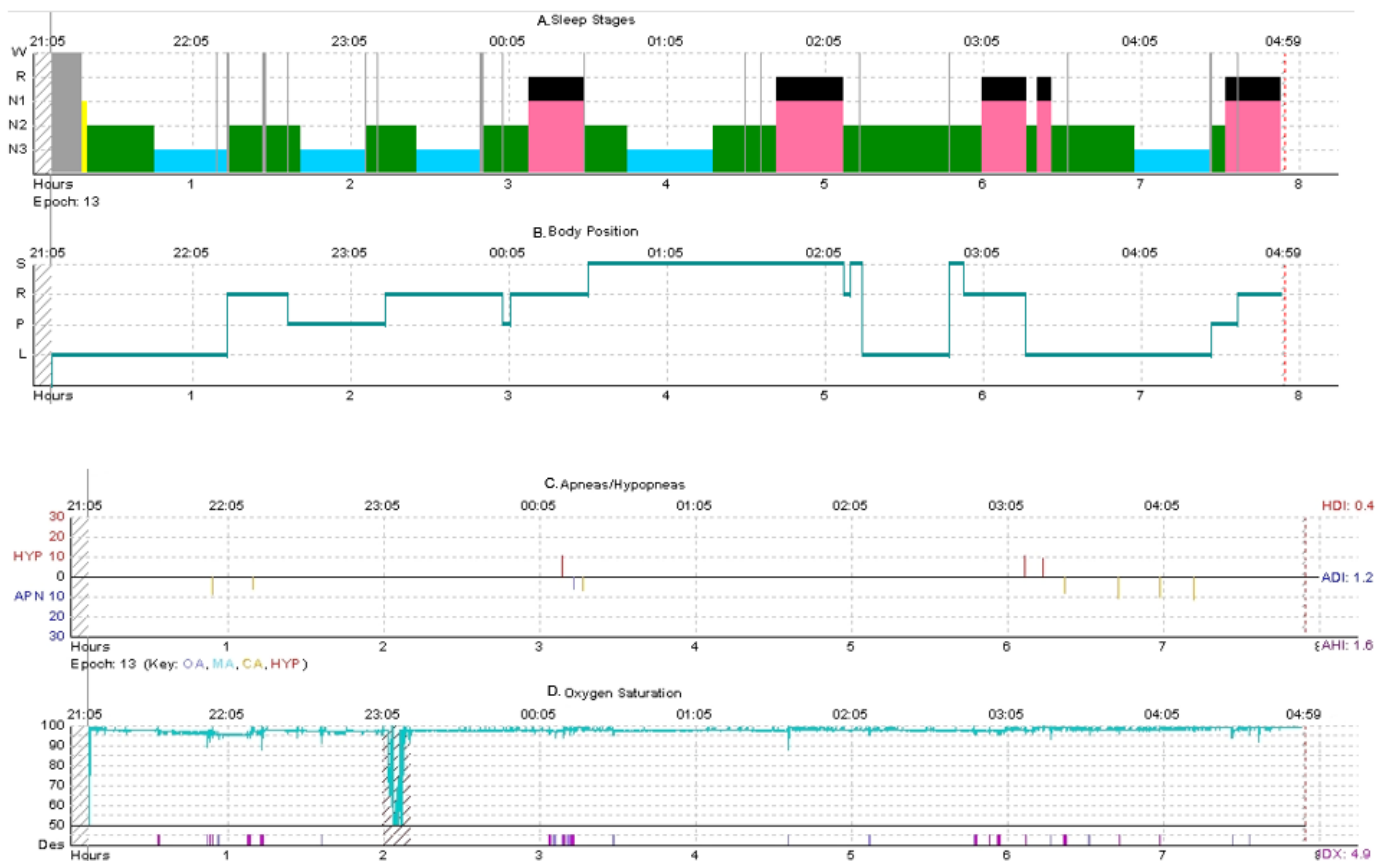 A. Sleep Stages
21:05 22:05 23:05 00:05 01:05 02:05 03:05 04:05 04:59
W
R
N1
N2
N3
Hours 1 2 3 4 5 6 7 8
Epoch: 13
B. Body Position
21:05 22:05 23:05 00:05 01:05 02:05 03:05 04:05 04:59
S
R
P
L
Hours 1 2 3 4 5 6 7 8
C. Apneas/Hypopneas
21:05 22:05 23:05 00:05 01:05 02:05 03:05 04:05 HDI: 0.4
30
20
HYP 10
0 ADI: 1.2
APN 10
20
30
Hours 1 2 3 4 5 6 7 AHI: 1.6
Epoch: 13 (Key: OA, MA, CA, HYP)
D. Oxygen Saturation
21:05 22:05 23:05 00:05 01:05 02:05 03:05 04:05 04:59
100
90
80
70
60
50
Des
Hours 1 2 3 4 5 6 7 DX: 4.9